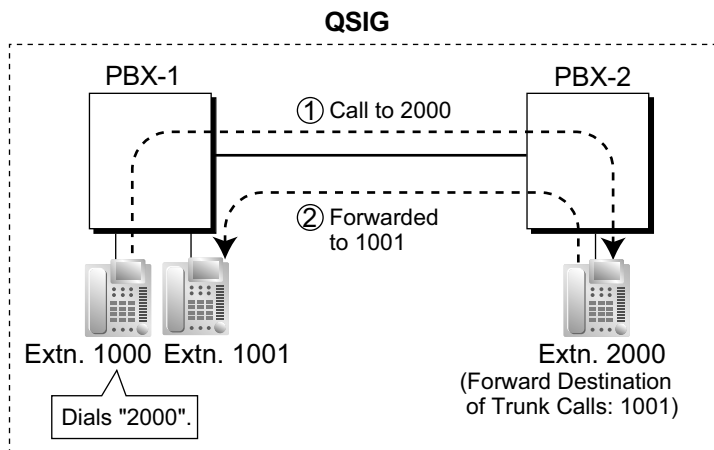 QSIG
PBX-1
PBX-2
① Call to 2000
② Forwarded
to 1001
Extn. 1000
Extn. 1001
Extn. 2000
(Forward Destination
of Trunk Calls: 1001)
Dials "2000".